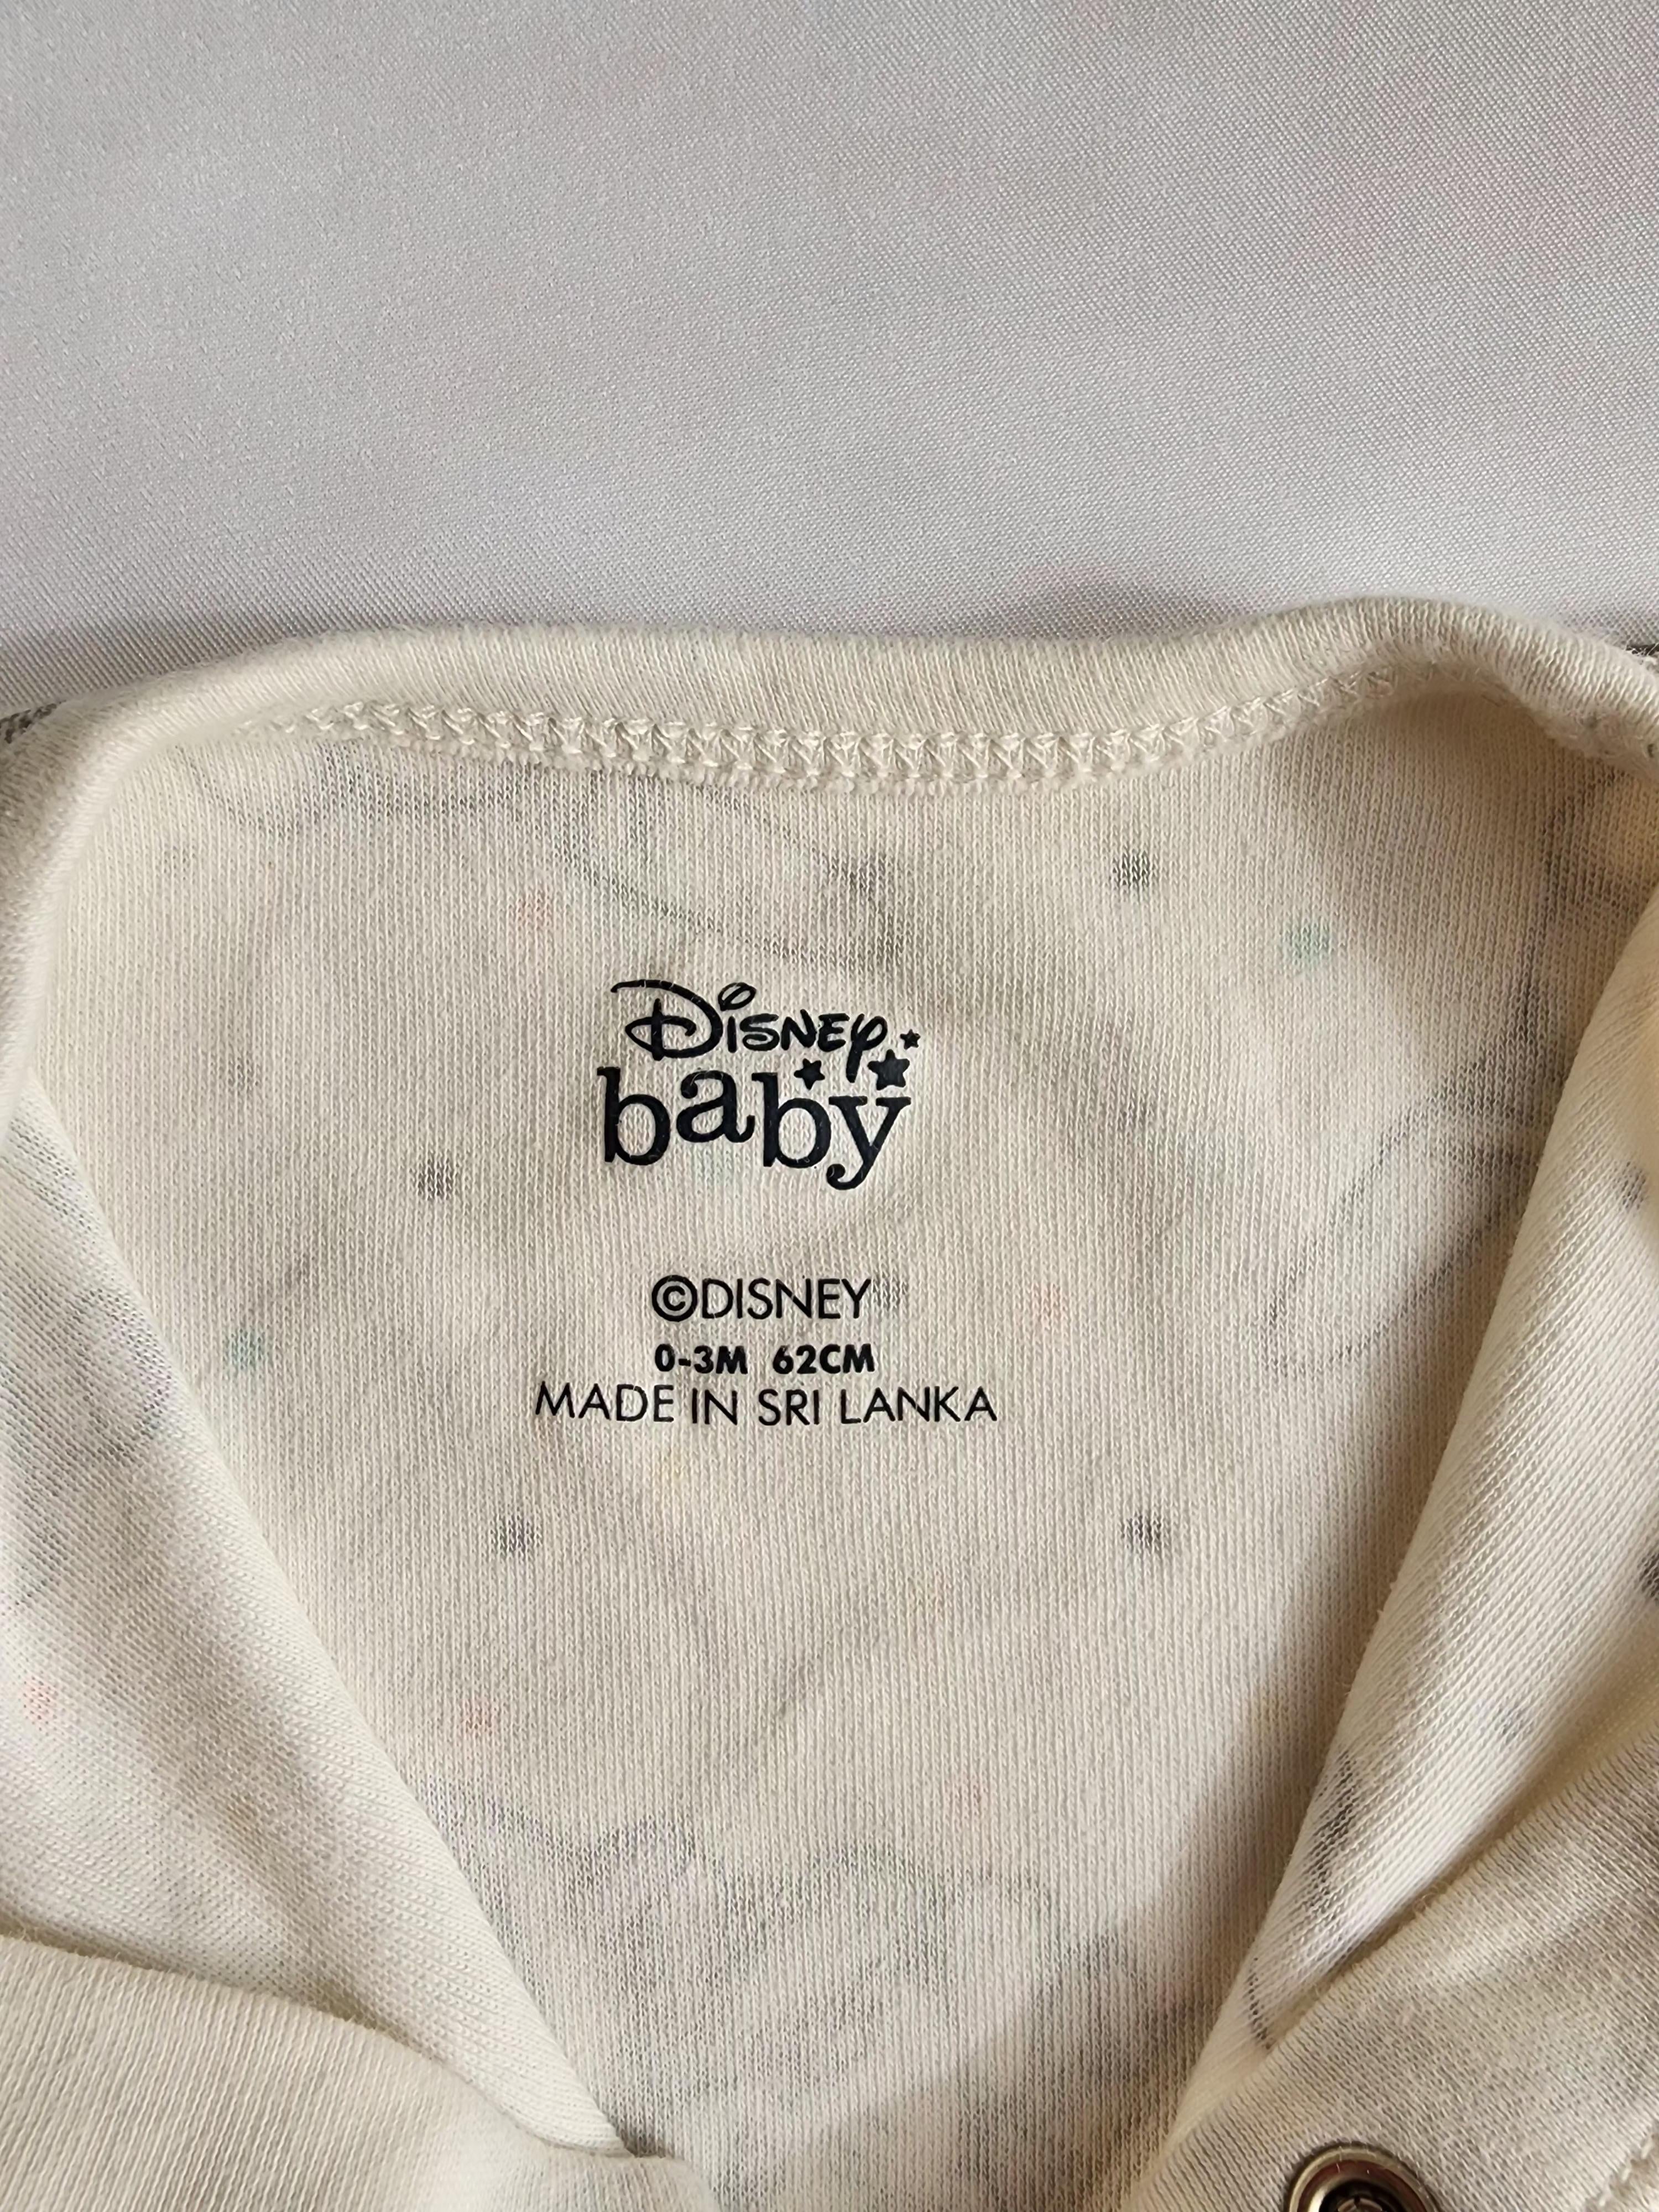 Disney
baby
©DISNEY
0-3M 62CM
MADE IN SRI LANKA